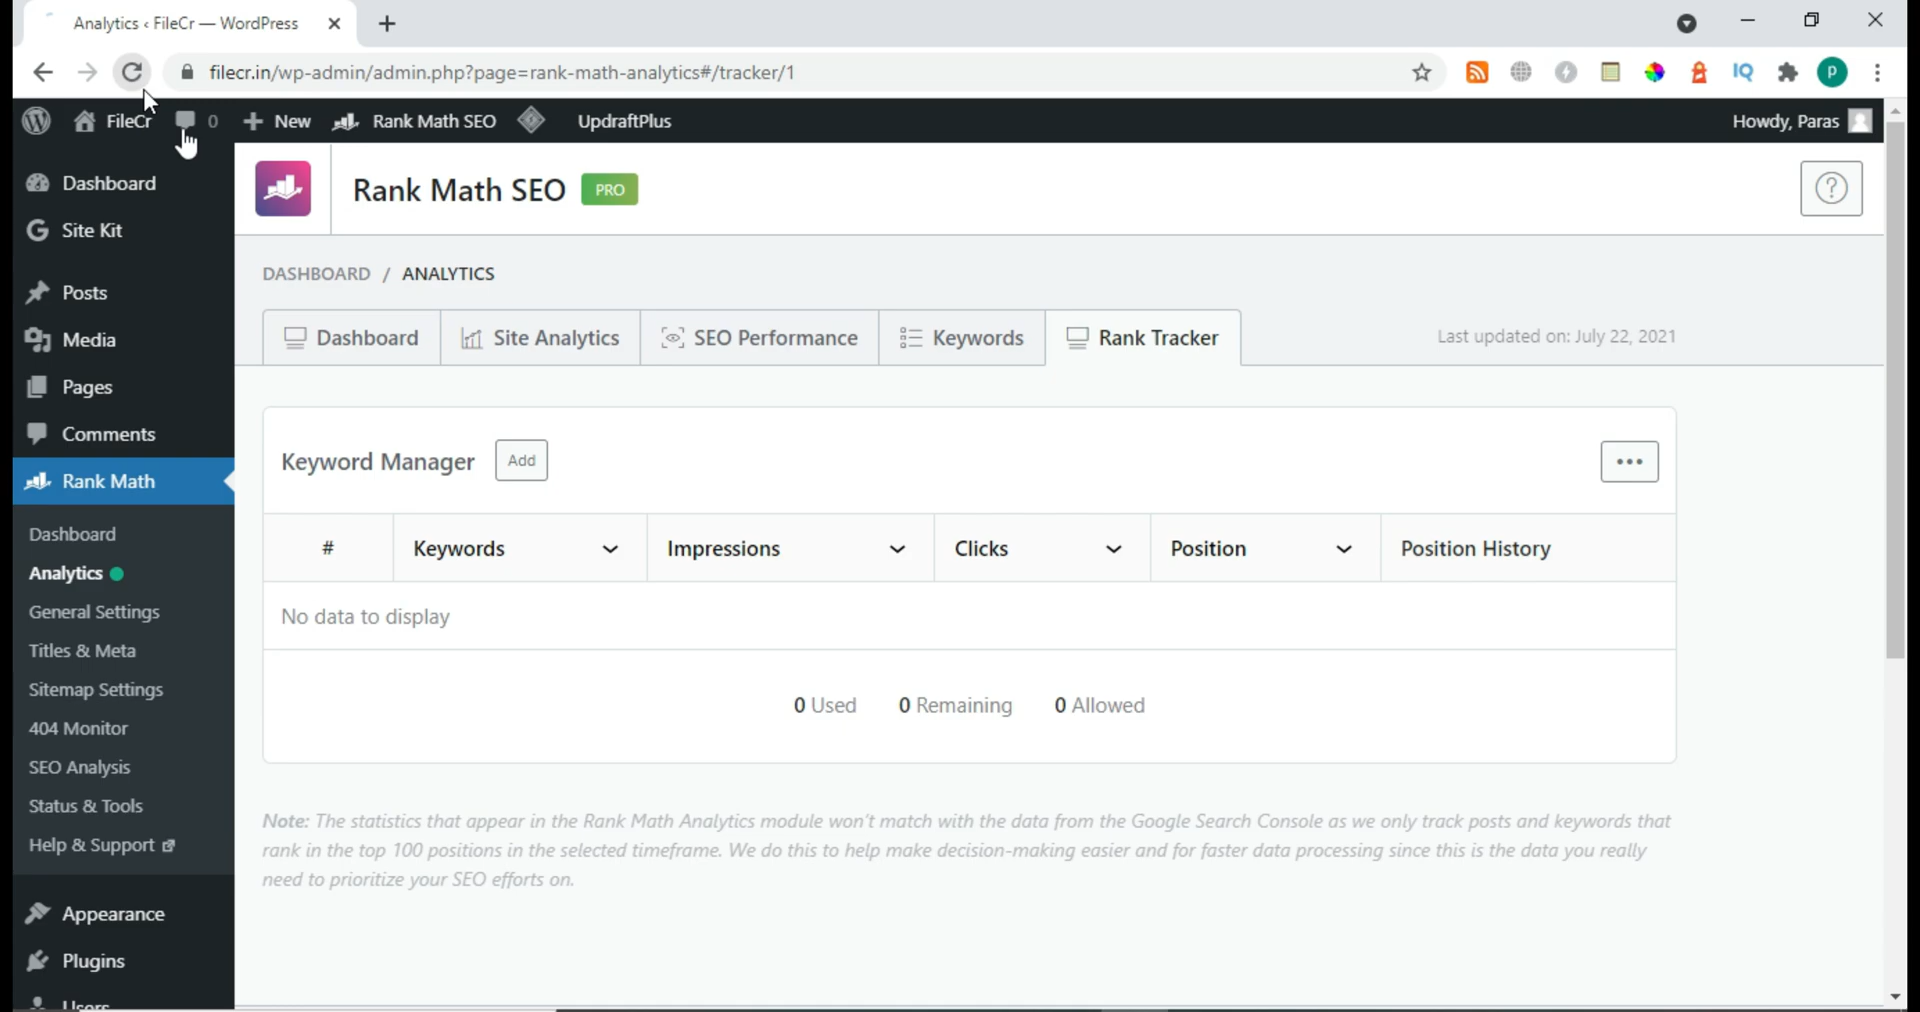 Analytics ‹ FileCr — WordPress
filecr.in/wp-admin/admin.php?page=rank-math-analytics#/tracker/1
IQ
P
FileCr 0 New Rank Math SEO UpdraftPlus Howdy, Paras
Dashboard
Site Kit
Posts
Media
Pages
Comments
Rank Math
Dashboard
Analytics
General Settings
Titles & Meta
Sitemap Settings
404 Monitor
SEO Analysis
Status & Tools
Help & Support
Appearance
Plugins
Users
Rank Math SEO PRO
?
DASHBOARD / ANALYTICS
Dashboard Site Analytics SEO Performance Keywords Rank Tracker Last updated on: July 22, 2021
Keyword Manager Add
# Keywords Impressions Clicks Position Position History
No data to display
0 Used 0 Remaining 0 Allowed
Note: The statistics that appear in the Rank Math Analytics module won't match with the data from the Google Search Console as we only track posts and keywords that
rank in the top 100 positions in the selected timeframe. We do this to help make decision-making easier and for faster data processing since this is the data you really
need to prioritize your SEO efforts on.